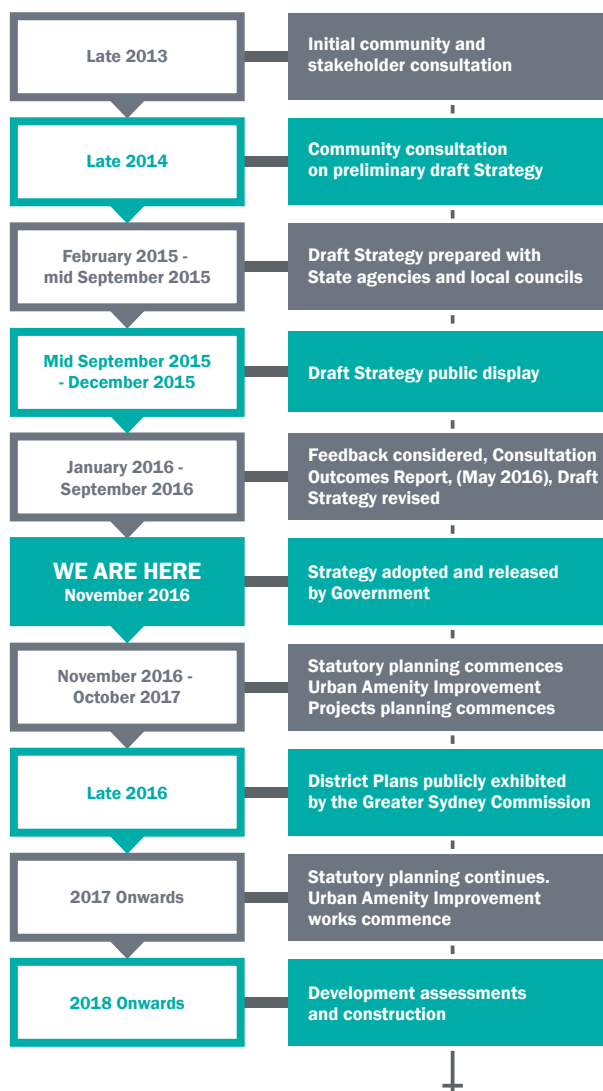 Late 2013
Initial community and
stakeholder consultation
Late 2014
Community consultation
on preliminary draft Strategy
February 2015 -
mid September 2015
Draft Strategy prepared with
State agencies and local councils
Mid September 2015
- December 2015
Draft Strategy public display
January 2016 -
September 2016
Feedback considered, Consultation
Outcomes Report, (May 2016), Draft
Strategy revised
WE ARE HERE
November 2016
Strategy adopted and released
by Government
November 2016 -
October 2017
Statutory planning commences
Urban Amenity Improvement
Projects planning commences
Late 2016
District Plans publicly exhibited
by the Greater Sydney Commission
2017 Onwards
Statutory planning continues.
Urban Amenity Improvement
works commence
2018 Onwards
Development assessments
and construction